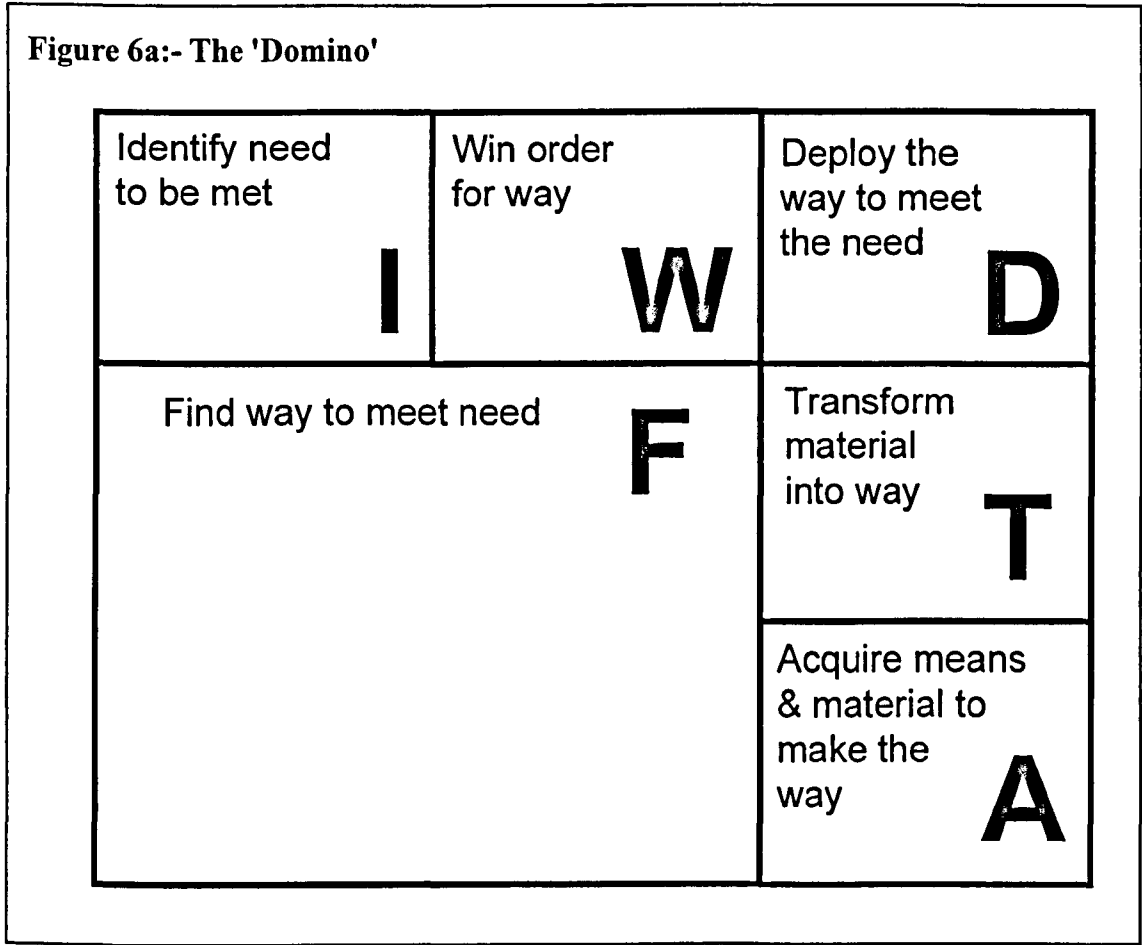 Figure 6a:- The 'Domino'
Identify need
to be met
I
Win order
for way
W
Deploy the
way to meet
the need
D
Find way to meet need
F
Transform
material
into way
T
Acquire means
& material to
make the
way
A